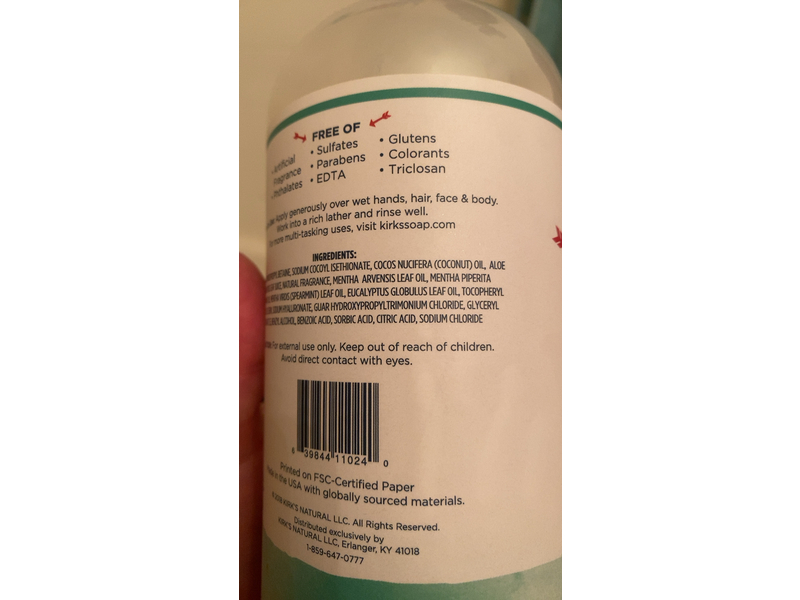 FREE OF
• Sulfates
• Parabens
• EDTA
• Glutens
• Colorants
• Triclosan
Artificial
Fragrance
Phthalates
Apply generously over wet hands, hair, face & body.
Work into a rich lather and rinse well.
For more multi-tasking uses, visit kirkssoap.com
INGREDIENTS:
BETAINE, SODIUM COCOYL ISETHIONATE, COCOS NUCIFERA (COCONUT) OIL, ALOE
NATURAL FRAGRANCE, MENTHA ARVENSIS LEAF OIL, MENTHA PIPERITA
VIRIDIS (SPEARMINT) LEAF OIL, EUCALYPTUS GLOBULUS LEAF OIL, TOCOPHERYL
SODIUM HYALURONATE, GUAR HYDROXYPROPYLTRIMONIUM CHLORIDE, GLYCERYL
ALCOHOL, BENZOIC ACID, SORBIC ACID, CITRIC ACID, SODIUM CHLORIDE
For external use only. Keep out of reach of children.
Avoid direct contact with eyes.
39844 11024 0
Printed on FSC-Certified Paper
in the USA with globally sourced materials.
KIRK'S NATURAL LLC. All Rights Reserved.
Distributed exclusively by
KIRK'S NATURAL LLC, Erlanger, KY 41018
1-859-647-0777